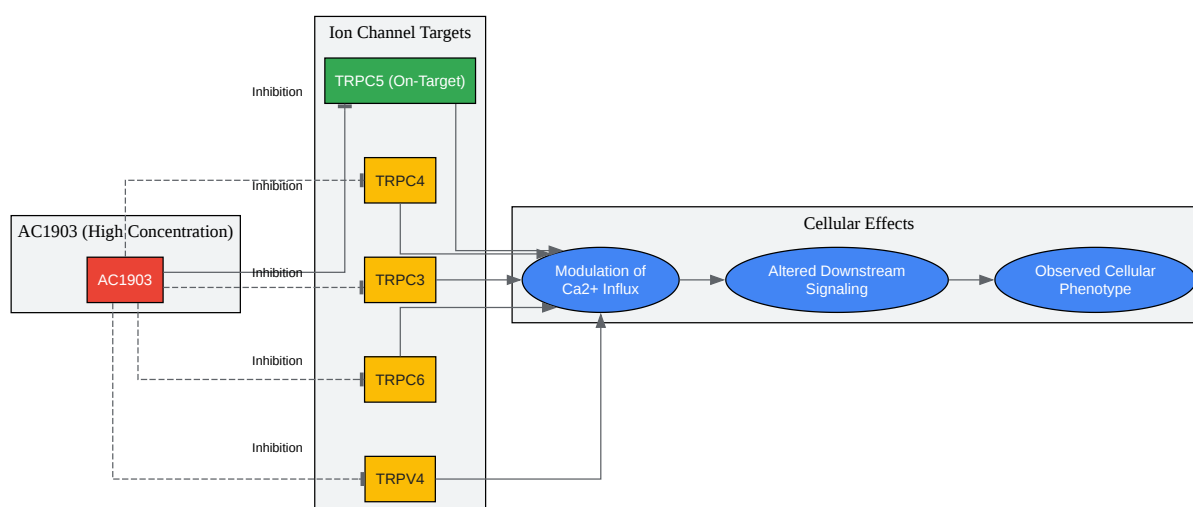 Ion Channel Targets
TRPC5 (On-Target)
Inhibition
TRPC4
Inhibition
AC1903 (High Concentration)
AC1903
Inhibition
TRPC3
Cellular Effects
Modulation of
Ca2+ Influx
Altered Downstream
Signaling
Observed Cellular
Phenotype
Inhibition
TRPC6
Inhibition
TRPV4